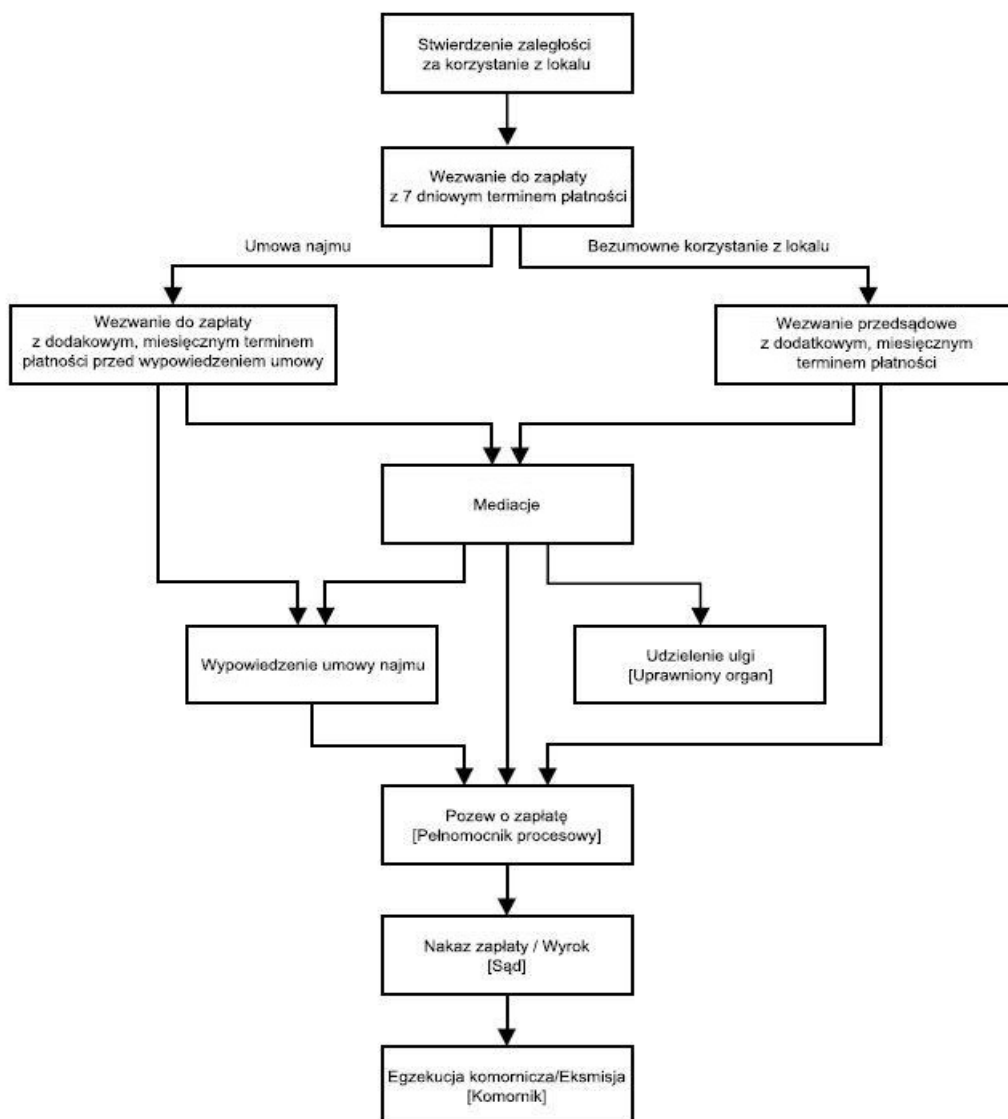 Stwierdzenie zaległości
za korzystanie z lokalu
Wezwanie do zapłaty
z 7 dniowym terminem płatności
Umowa najmu
Bezumowne korzystanie z lokalu
Wezwanie do zapłaty
z dodakowym, miesięcznym terminem
płatności przed wypowiedzeniem umowy
Wezwanie przedsądowe
z dodatkowym, miesięcznym
terminem płatności
Mediacje
Wypowiedzenie umowy najmu
Udzielenie ulgi
[Uprawniony organ]
Pozew o zapłatę
[Pełnomocnik procesowy]
Nakaz zapłaty / Wyrok
[Sąd]
Egzekucja komornicza/Eksmisja
[Komornik]